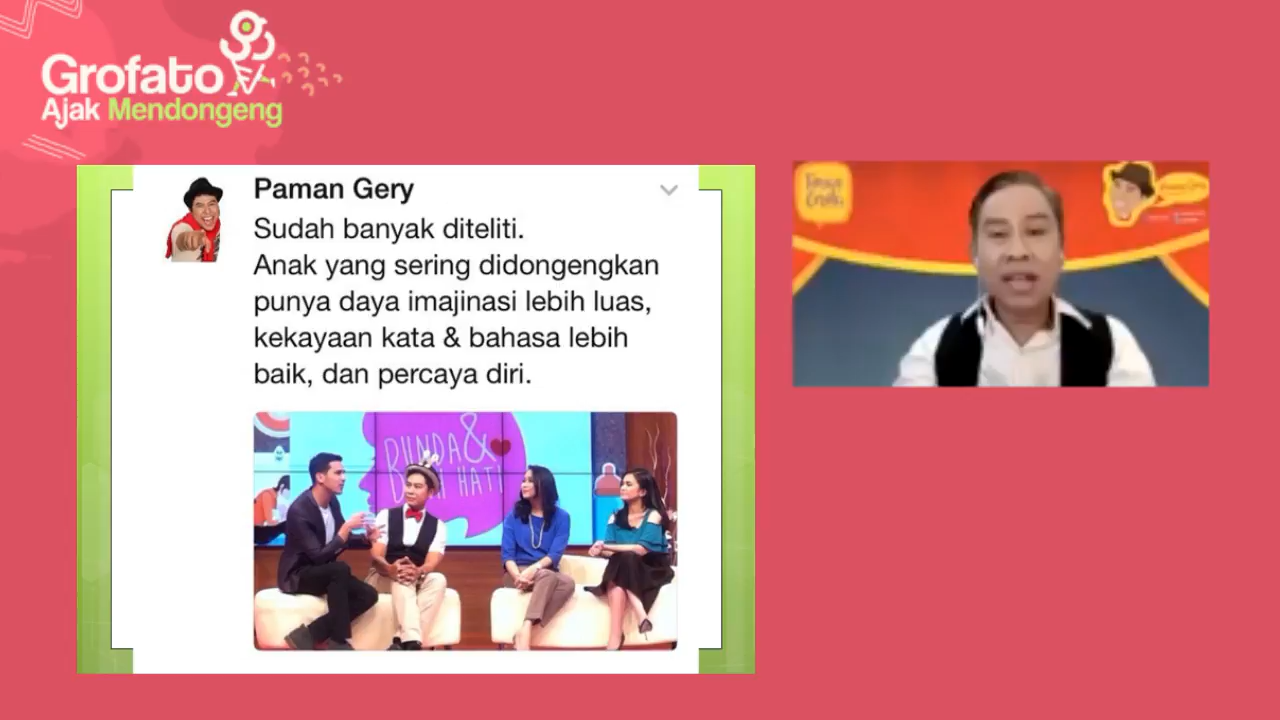 Grofato
Ajak Mendongeng
Paman Gery
Sudah banyak diteliti.
Anak yang sering didongengkan
punya daya imajinasi lebih luas,
kekayaan kata & bahasa lebih
baik, dan percaya diri.
BUNDA &
HATI